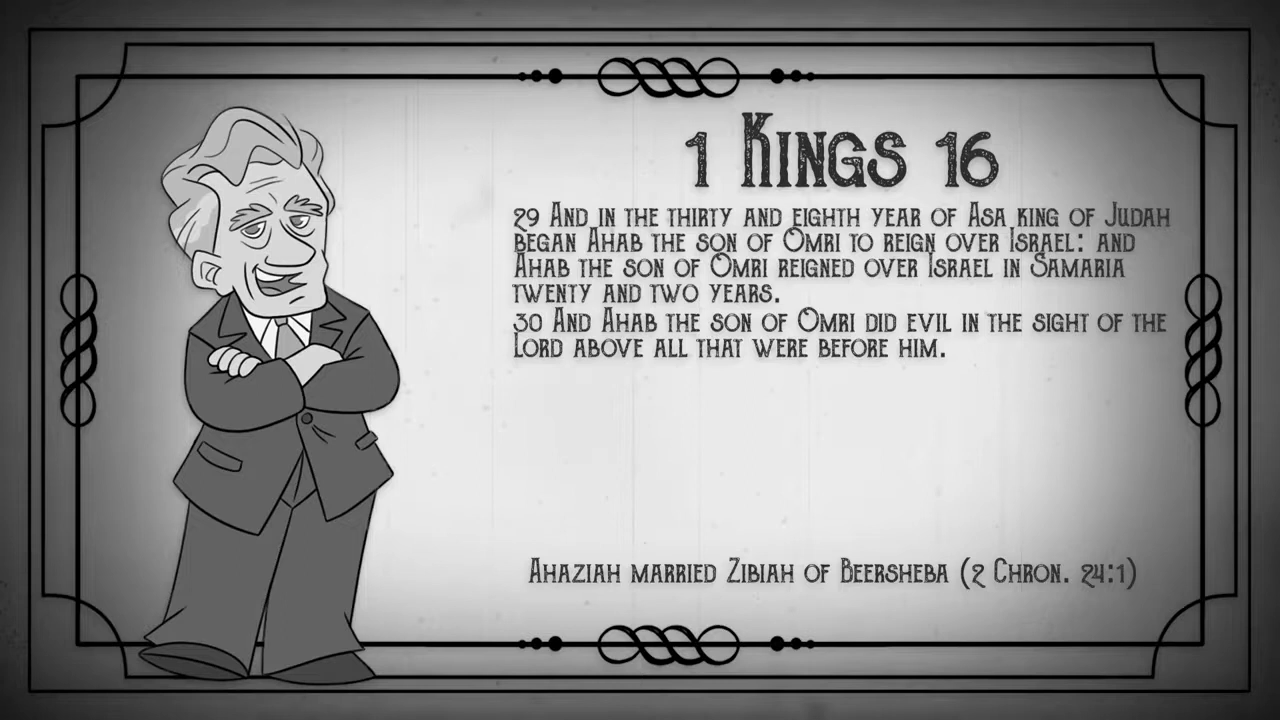 1 Kings 16
29 And in the thirty and eighth year of Asa king of Judah
began Ahab the son of Omri to reign over Israel: and
Ahab the son of Omri reigned over Israel in Samaria
twenty and two years.
30 And Ahab the son of Omri did evil in the sight of the
Lord above all that were before him.
Ahaziah married Zibiah of Beersheba (2 Chron. 24:1)